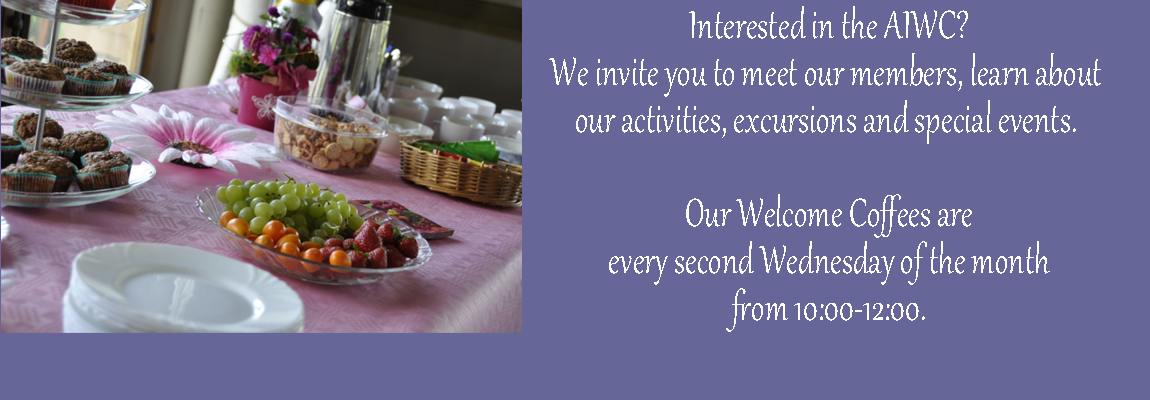 Interested in the AIWC?
We invite you to meet our members, learn about
our activities, excursions and special events.
Our Welcome Coffees are
every second Wednesday of the month
from 10:00-12:00.